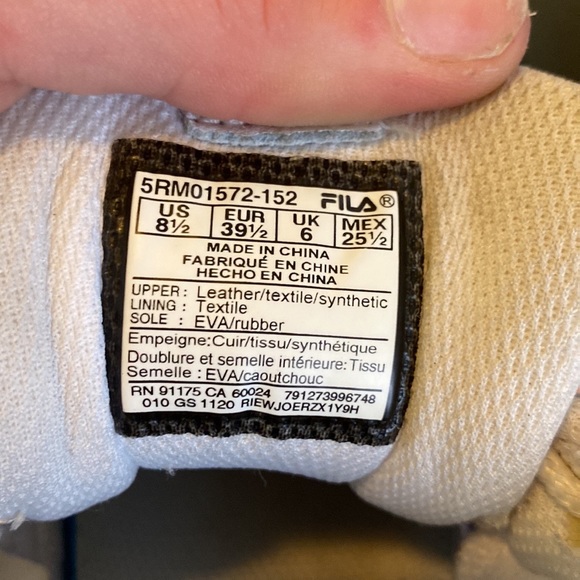 5RM01572-152 FILA®
US EUR UK MEX
8½ 39½ 6 25½
MADE IN CHINA
FABRIQUÉ EN CHINE
HECHO EN CHINA
UPPER: Leather/textile/synthetic
LINING: Textile
SOLE: EVA/rubber
Empeigne:Cuir/tissu/synthétique
Doublure et semelle intérieure:Tissu
Semelle:EVA/caoutchouc
RN 91175 CA 60024 791273996748
010 GS 1120 RIEWJOERZX1Y9H